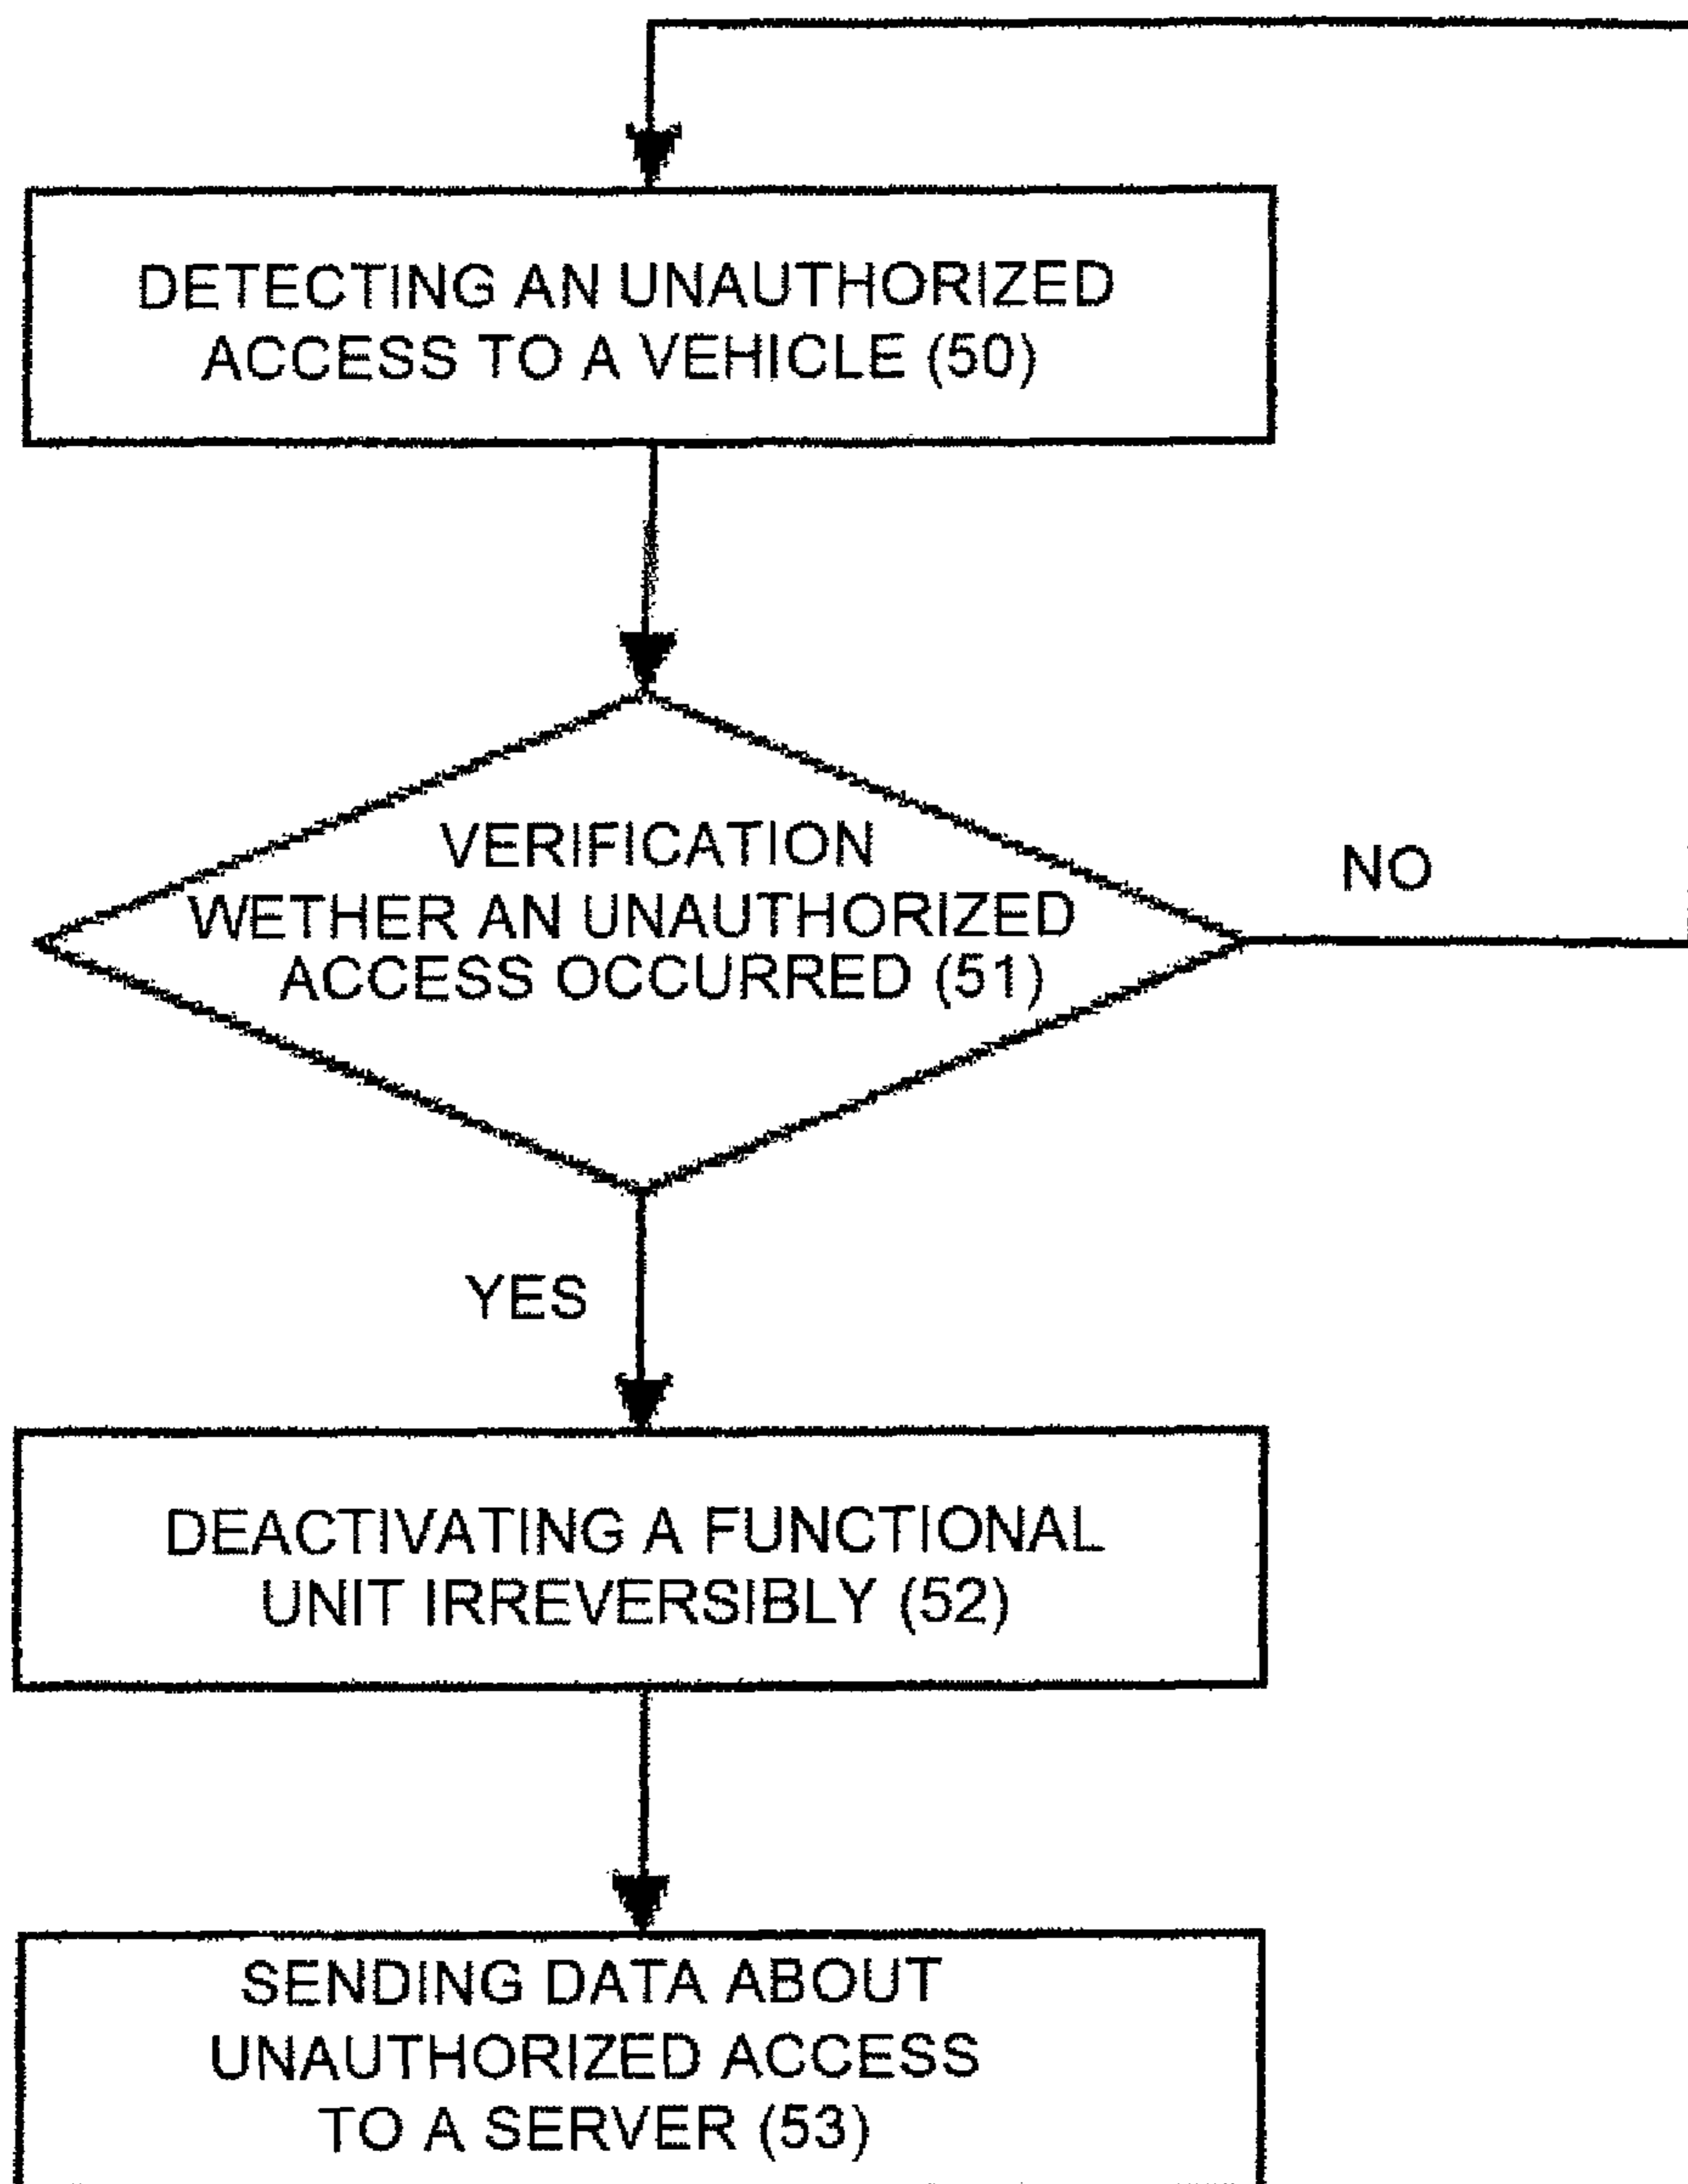 DETECTING AN UNAUTHORIZED
ACCESS TO A VEHICLE (50)
VERIFICATION
WETHER AN UNAUTHORIZED
ACCESS OCCURRED (51)
NO
YES
DEACTIVATING A FUNCTIONAL
UNIT IRREVERSIBLY (52)
SENDING DATA ABOUT
UNAUTHORIZED ACCESS
TO A SERVER (53)